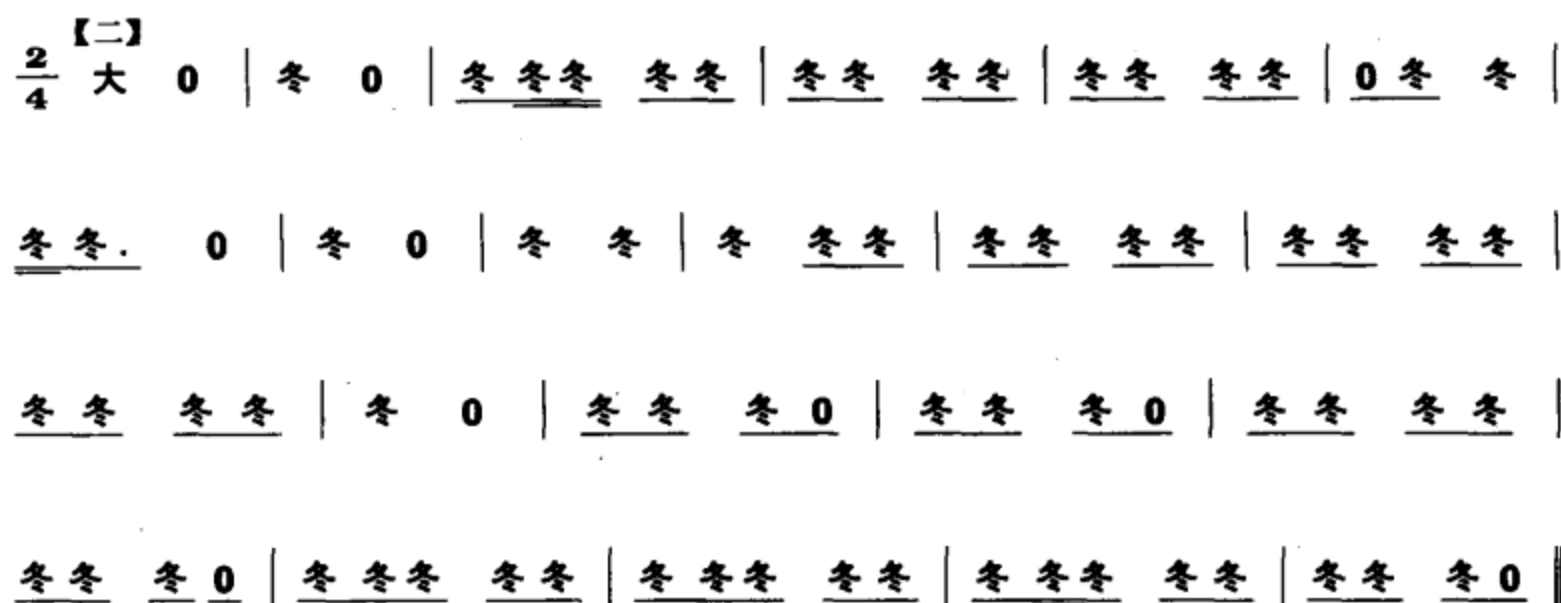 【二】
2/4 大 0 | 冬 0 | 冬 冬冬 冬冬 | 冬冬 冬冬 | 冬冬 冬冬 | 0冬 冬 |
冬冬. 0 | 冬 0 | 冬 冬 | 冬 冬冬 | 冬冬 冬冬 | 冬冬 冬冬 |
冬冬 冬冬 | 冬 0 | 冬冬 冬0 | 冬冬 冬0 | 冬冬 冬冬 |
冬冬 冬0 | 冬 冬冬 冬冬 | 冬 冬冬 冬冬 | 冬 冬冬 冬冬 | 冬冬 冬0 ‖